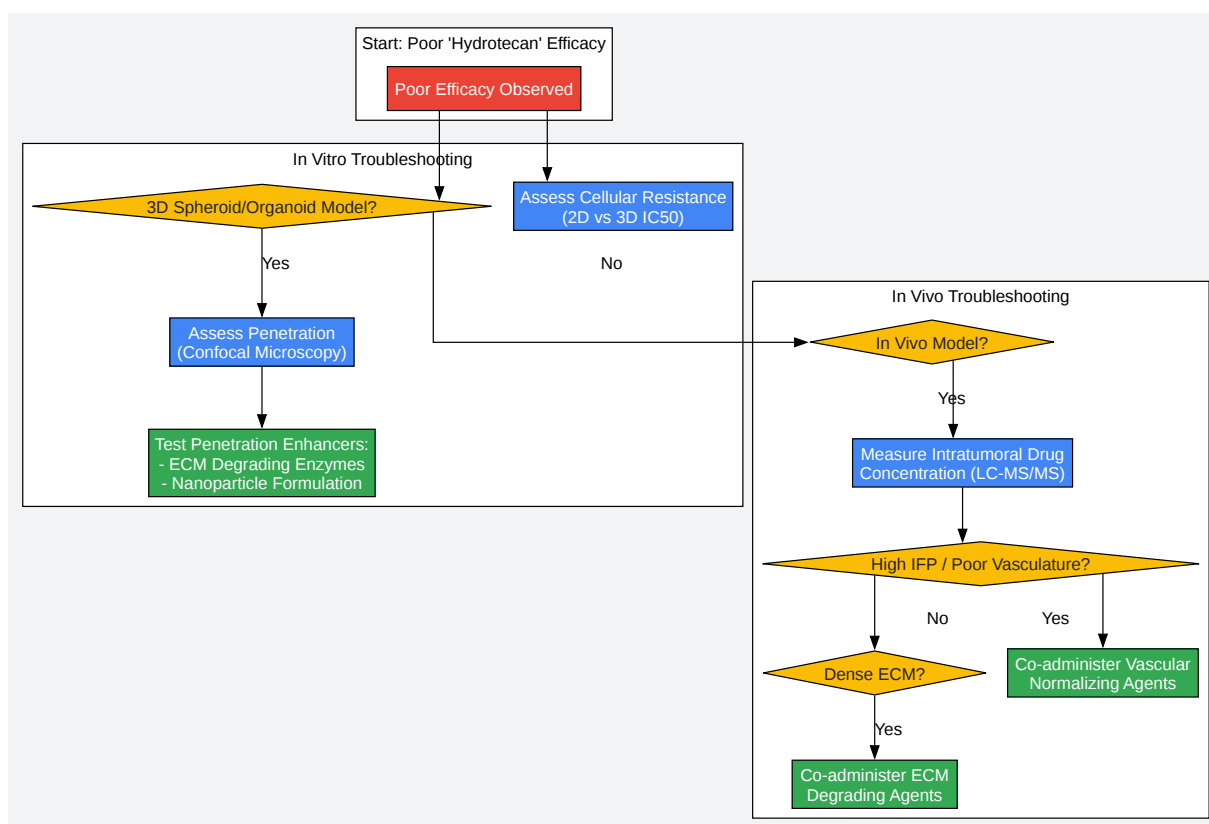 Start: Poor 'Hydrotecan' Efficacy
Poor Efficacy Observed
In Vitro Troubleshooting
3D Spheroid/Organoid Model?
Assess Cellular Resistance
(2D vs 3D IC50)
Yes
No
Assess Penetration
(Confocal Microscopy)
Test Penetration Enhancers:
- ECM Degrading Enzymes
- Nanoparticle Formulation
In Vivo Troubleshooting
In Vivo Model?
Yes
Measure Intratumoral Drug
Concentration (LC-MS/MS)
High IFP / Poor Vasculature?
No
Yes
Dense ECM?
Co-administer Vascular
Normalizing Agents
Yes
Co-administer ECM
Degrading Agents